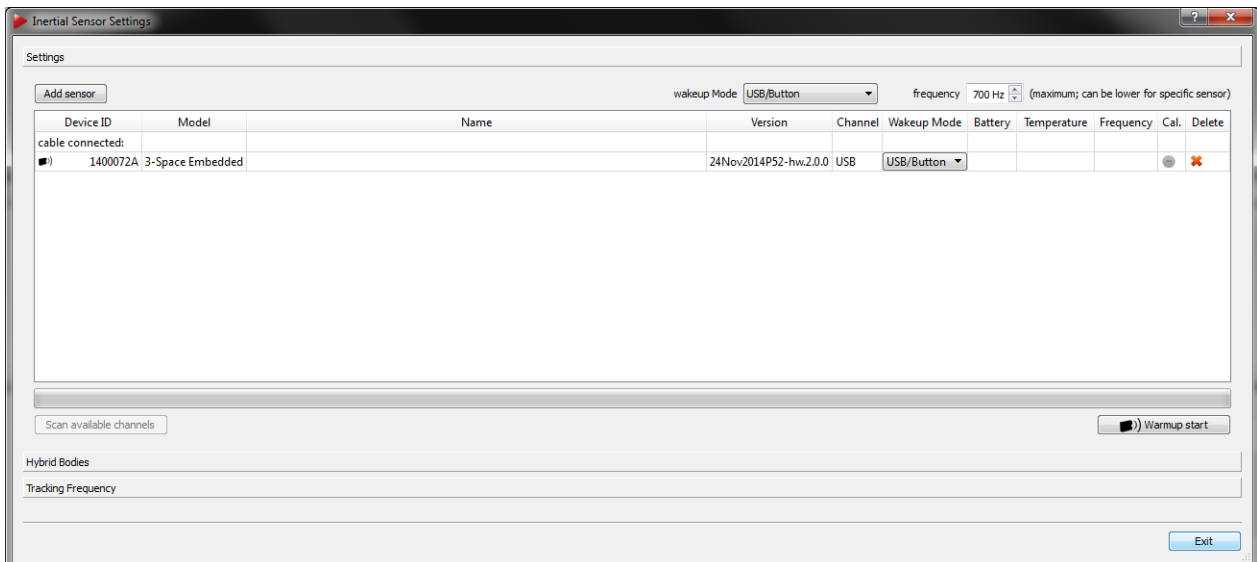 Inertial Sensor Settings
Settings
Add sensor wakeup Mode USB/Button frequency 700 Hz (maximum; can be lower for specific sensor)
Device ID Model Name Version Channel Wakeup Mode Battery Temperature Frequency Cal. Delete
cable connected:
1400072A 3-Space Embedded 24Nov2014P52-hw.2.0.0 USB USB/Button
Scan available channels Warmup start
Hybrid Bodies
Tracking Frequency
Exit